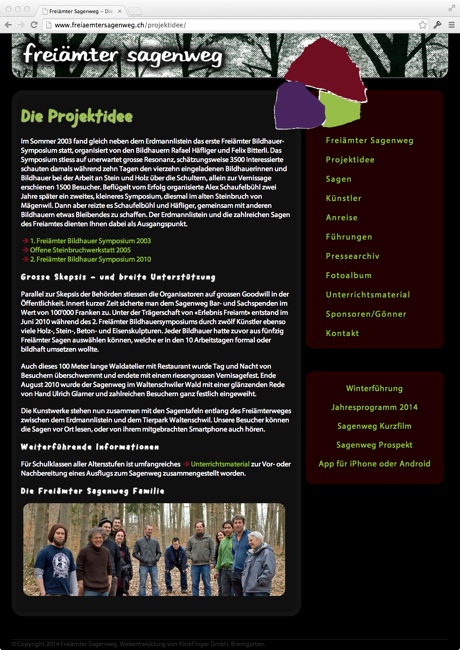 Freiämter Sagenweg – Die
www.freiaemtersagenweg.ch/projektidee/
freiämter sagenweg
Die Projektidee
Im Sommer 2003 fand gleich neben dem Erdmannlistein das erste Freiämter Bildhauer-
Symposium statt, organisiert von den Bildhauern Rafael Häfliger und Felix Bitterli. Das
Symposium stiess auf unerwartet grosse Resonanz, schätzungsweise 3500 Interessierte
schauten damals während zehn Tagen den vierzehn eingeladenen Bildhauerinnen und
Bildhauer bei der Arbeit an Stein und Holz über die Schultern, allein zur Vernissage
erschienen 1500 Besucher. Beflügelt vom Erfolg organisierte Alex Schaufelbühl zwei
Jahre später ein zweites, kleineres Symposium, diesmal im alten Steinbruch von
Mägenwil. Dann aber reizte es Schaufelbühl und Häfliger, gemeinsam mit anderen
Bildhauern etwas Bleibendes zu schaffen. Der Erdmannlistein und die zahlreichen Sagen
des Freiamtes dienten Ihnen dabei als Ausgangspunkt.
1. Freiämter Bildhauer Symposium 2003
Offene Steinbruchwerkstatt 2005
2. Freiämter Bildhauer Symposium 2010
Grosse Skepsis – und breite Unterstützung
Parallel zur Skepsis der Behörden stiessen die Organisatoren auf grossen Goodwill in der
Öffentlichkeit. Innert kurzer Zeit sicherte man dem Sagenweg Bar- und Sachspenden im
Wert von 100'000 Franken zu. Unter der Trägerschaft von «Erlebnis Freiamt» entstand im
Juni 2010 während des 2. Freiämter Bildhauersymposiums durch zwölf Künstler ebenso
viele Holz-, Stein-, Beton- und Eisenskulpturen. Jeder Bildhauer hatte zuvor aus fünfzig
Freiämter Sagen auswählen können, welche er in den 10 Arbeitstagen formal oder
bildhaft umsetzen wollte.
Auch dieses 100 Meter lange Waldatelier mit Restaurant wurde Tag und Nacht von
Besuchern überschwemmt und endete mit einem riesengrossen Vernissagefest. Ende
August 2010 wurde der Sagenweg im Waltenschwiler Wald mit einer glänzenden Rede
von Hand Ulrich Glarner und zahlreichen Besuchern ganz festlich eingeweiht.
Die Kunstwerke stehen nun zusammen mit den Sagentafeln entlang des Freiämterweges
zwischen dem Erdmannlistein und dem Tierpark Waltenschwil. Unsere Besucher können
die Sagen vor Ort lesen, oder von ihrem mitgebrachten Smartphone auch hören.
Weiterführende Informationen
Für Schulklassen aller Altersstufen ist umfangreiches Unterrichtsmaterial zur Vor- oder
Nachbereitung eines Ausflugs zum Sagenweg zusammengestellt worden.
Die Freiämter Sagenweg Familie
Freiämter Sagenweg
Projektidee
Sagen
Künstler
Anreise
Führungen
Pressearchiv
Fotoalbum
Unterrichtsmaterial
Sponsoren/Gönner
Kontakt
Winterführung
Jahresprogramm 2014
Sagenweg Kurzfilm
Sagenweg Prospekt
App für iPhone oder Android
© Copyright 2014 Freiämter Sagenweg. Webentwicklung von FlickFinger GmbH, Bremgarten.